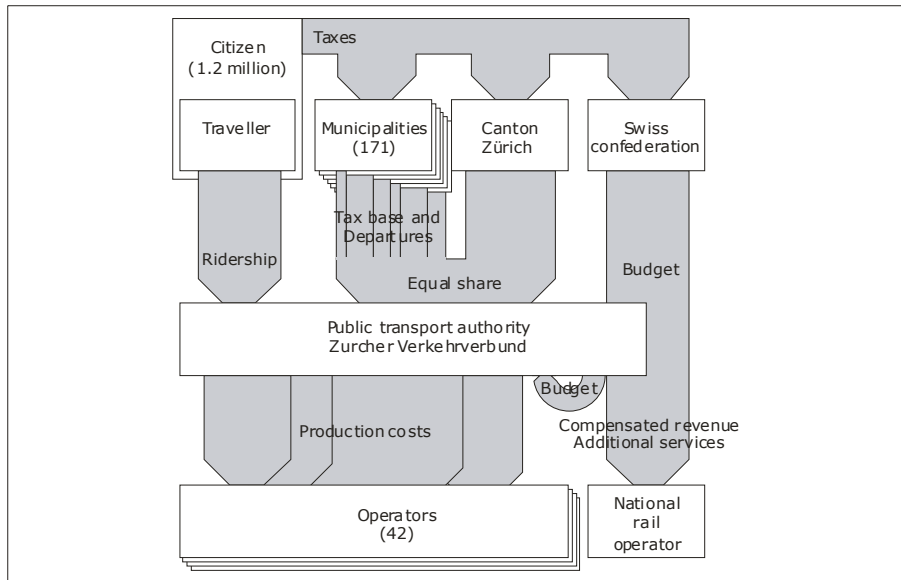 Taxes
Citizen
(1.2 million)
Traveller
Municipalities
(171)
Canton
Zürich
Swiss
confederation
Tax base and
Departures
Ridership
Equal share
Budget
Public transport authority
Zurcher Verkehrverbund
Budget
Production costs
Compensated revenue
Additional services
Operators
(42)
National
rail
operator